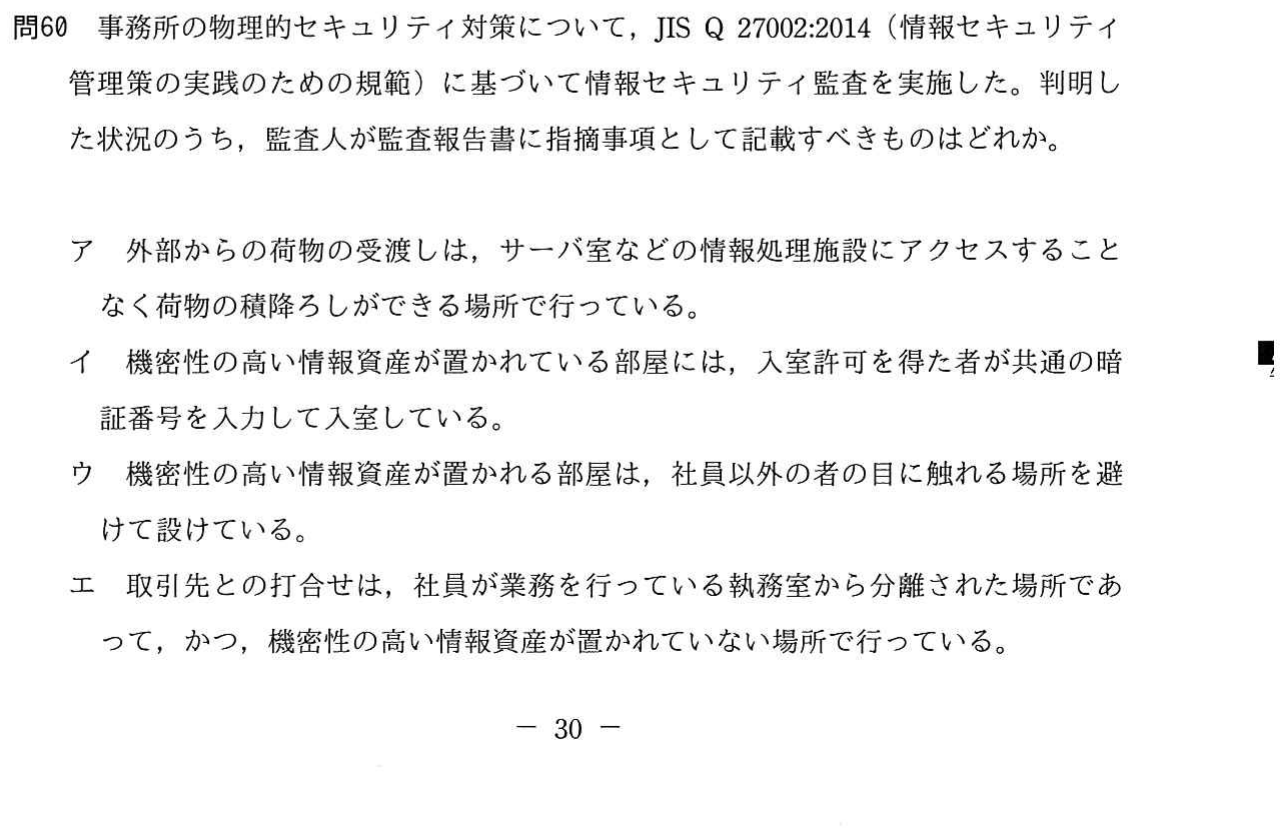 問60　事務所の物理的セキュリティ対策について，JIS Q 27002:2014（情報セキュリティ
管理策の実践のための規範）に基づいて情報セキュリティ監査を実施した。判明し
た状況のうち，監査人が監査報告書に指摘事項として記載すべきものはどれか。
ア　外部からの荷物の受渡しは，サーバ室などの情報処理施設にアクセスすること
なく荷物の積降ろしができる場所で行っている。
イ　機密性の高い情報資産が置かれている部屋には，入室許可を得た者が共通の暗
証番号を入力して入室している。
ウ　機密性の高い情報資産が置かれる部屋は，社員以外の者の目に触れる場所を避
けて設けている。
エ　取引先との打合せは，社員が業務を行っている執務室から分離された場所であ
って，かつ，機密性の高い情報資産が置かれていない場所で行っている。
－ 30 －